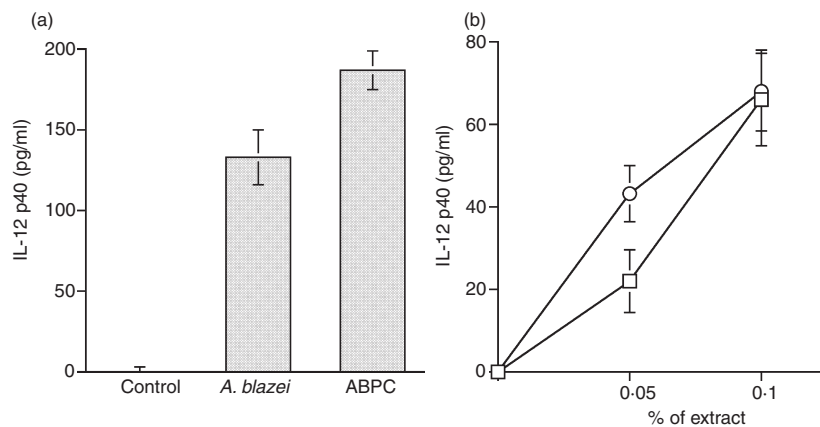 (a)
200
150
100
50
0
IL-12 p40 (pg/ml)
Control A. blazei ABPC
(b)
80
60
40
20
0
IL-12 p40 (pg/ml)
0·05 0·1
% of extract